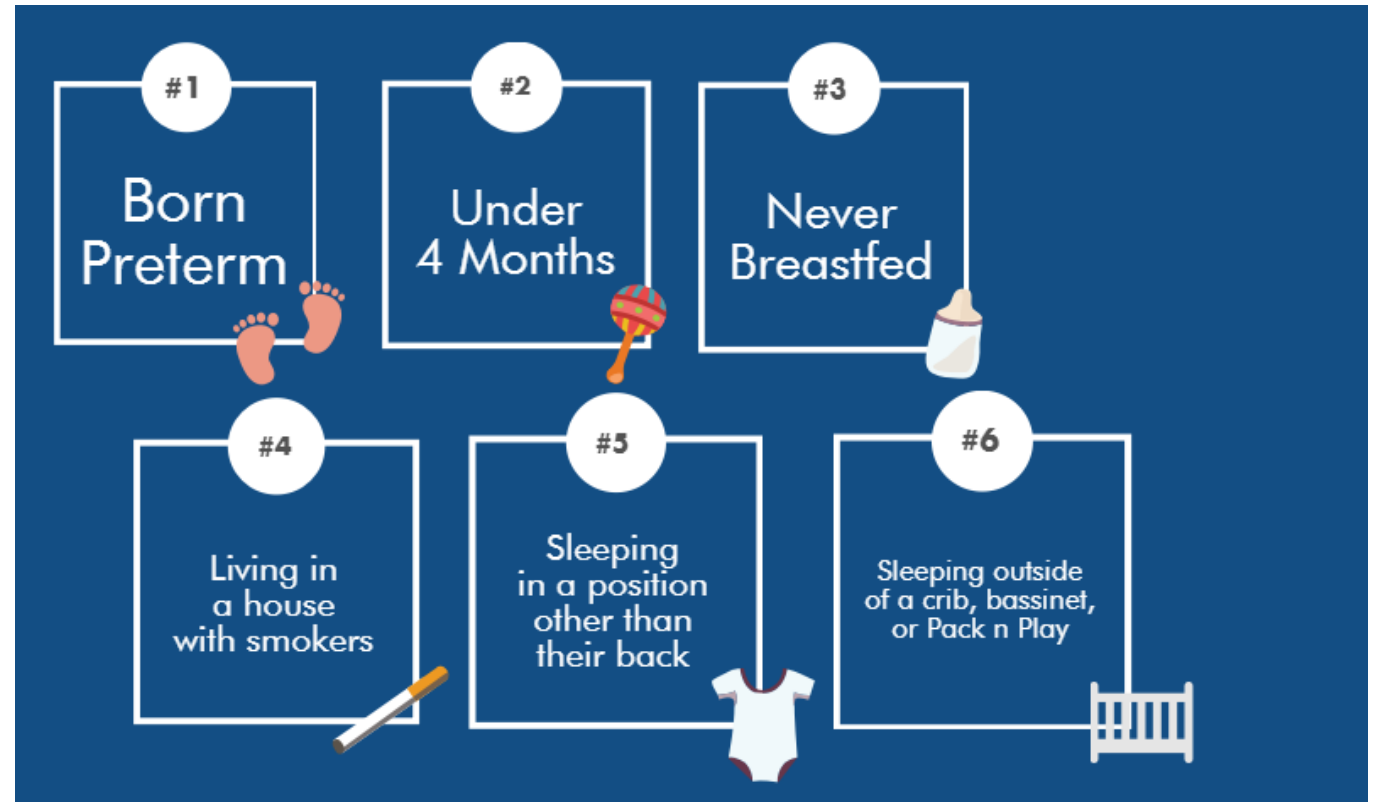 #1
Born
Preterm
#2
Under
4 Months
#3
Never
Breastfed
#4
Living in
a house
with smokers
#5
Sleeping
in a position
other than
their back
#6
Sleeping outside
of a crib, bassinet,
or Pack n Play